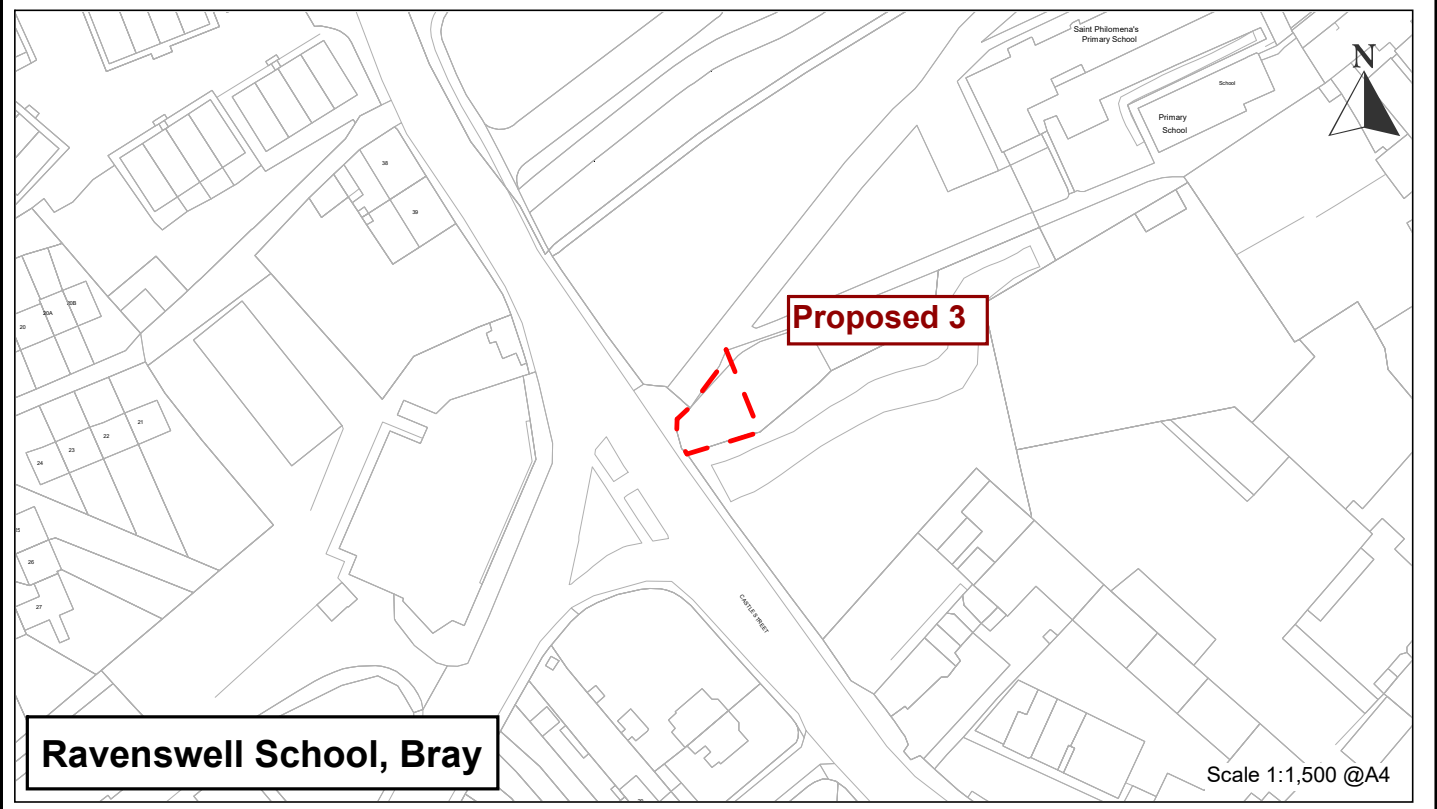 Saint Philomena's
Primary School
N
School
Primary
School
38
39
20B
20A
20
Proposed 3
21
22
23
24
26
27
CASTLE STREET
Ravenswell School, Bray
Scale 1:1,500 @A4